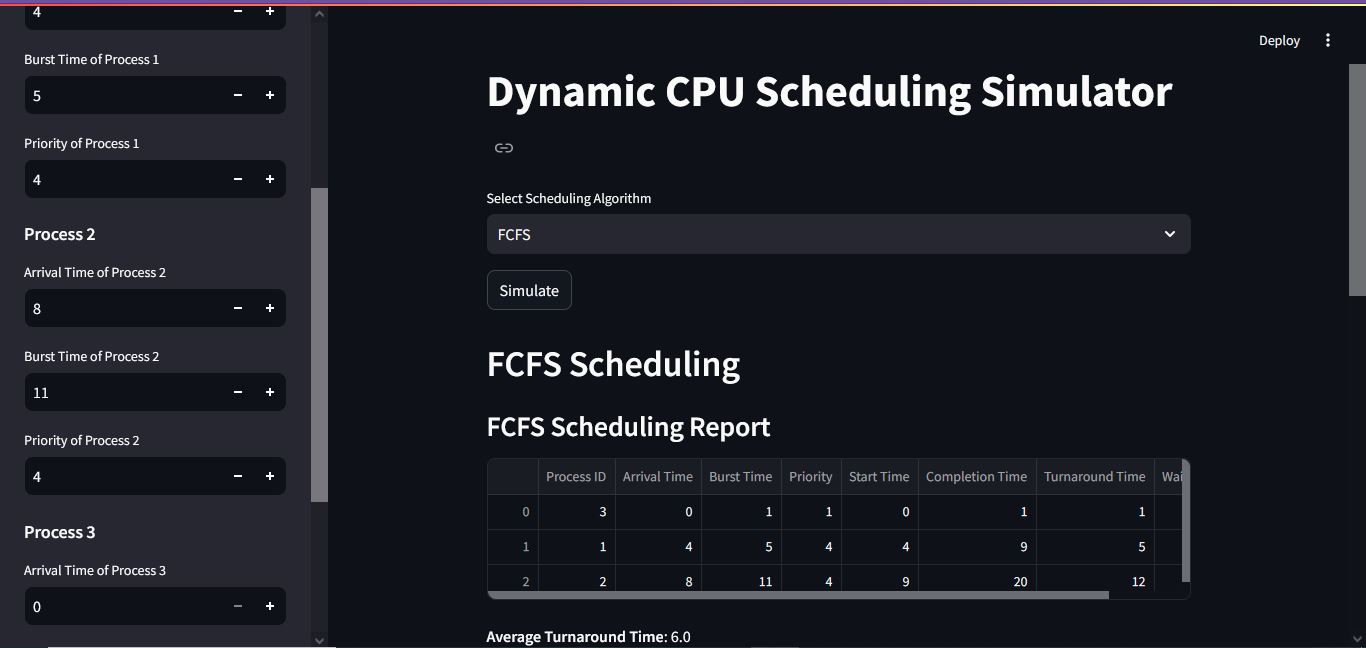 4
Burst Time of Process 1
5
Priority of Process 1
4
Process 2
Arrival Time of Process 2
8
Burst Time of Process 2
11
Priority of Process 2
4
Process 3
Arrival Time of Process 3
0
Deploy
Dynamic CPU Scheduling Simulator
Select Scheduling Algorithm
FCFS
Simulate
FCFS Scheduling
FCFS Scheduling Report
Process ID Arrival Time Burst Time Priority Start Time Completion Time Turnaround Time Wai
0 3 0 1 1 0 1 1
1 1 4 5 4 4 9 5
2 2 8 11 4 9 20 12
Average Turnaround Time: 6.0